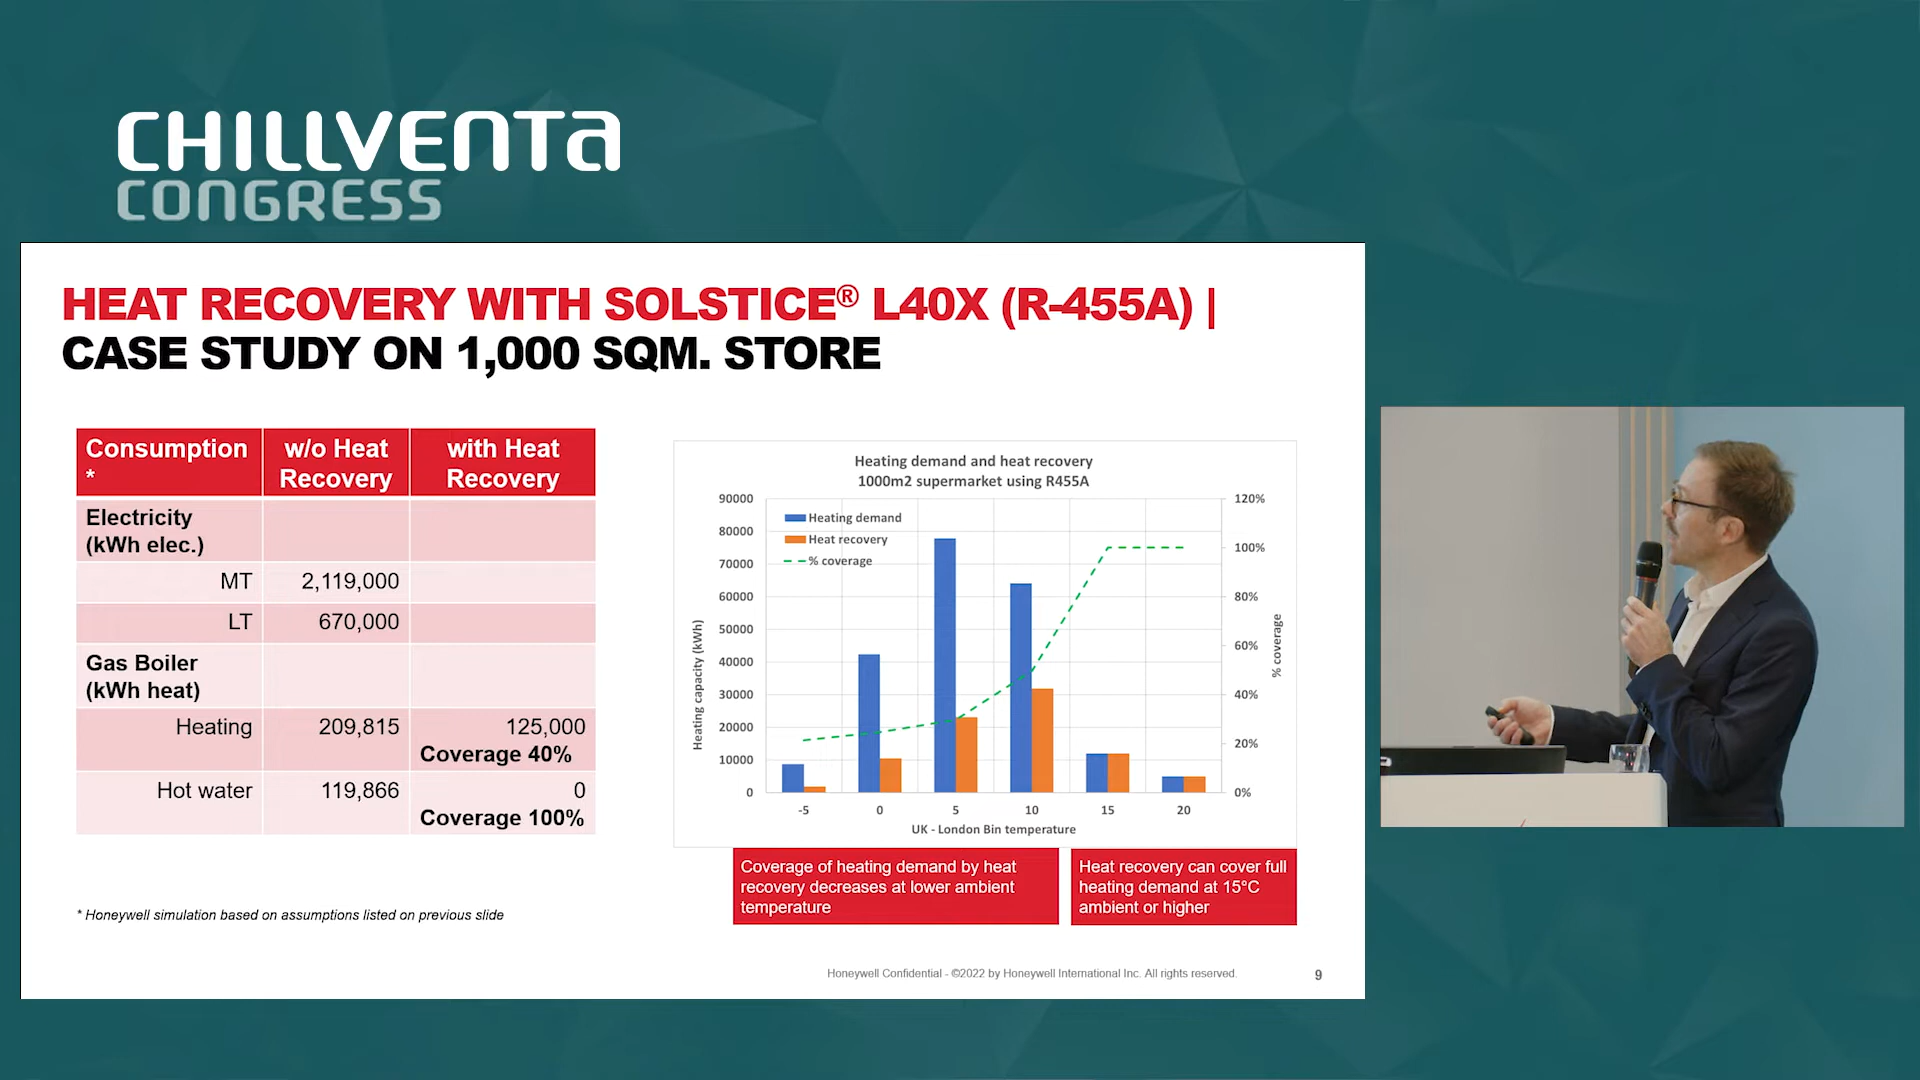 CHILLVENTA
CONGRESS
HEAT RECOVERY WITH SOLSTICE® L40X (R-455A) |
CASE STUDY ON 1,000 SQM. STORE
Consumption
*
w/o Heat
Recovery
with Heat
Recovery
Electricity
(kWh elec.)
MT 2,119,000
LT 670,000
Gas Boiler
(kWh heat)
Heating 209,815 125,000
Coverage 40%
Hot water 119,866 0
Coverage 100%
* Honeywell simulation based on assumptions listed on previous slide
Heating demand and heat recovery
1000m2 supermarket using R455A
Heating demand
Heat recovery
% coverage
Heating capacity (kWh)
90000
80000
70000
60000
50000
40000
30000
20000
10000
0
120%
100%
80%
60%
40%
20%
0%
% coverage
-5 0 5 10 15 20
UK - London Bin temperature
Coverage of heating demand by heat
recovery decreases at lower ambient
temperature
Heat recovery can cover full
heating demand at 15°C
ambient or higher
Honeywell Confidential - ©2022 by Honeywell International Inc. All rights reserved.
9